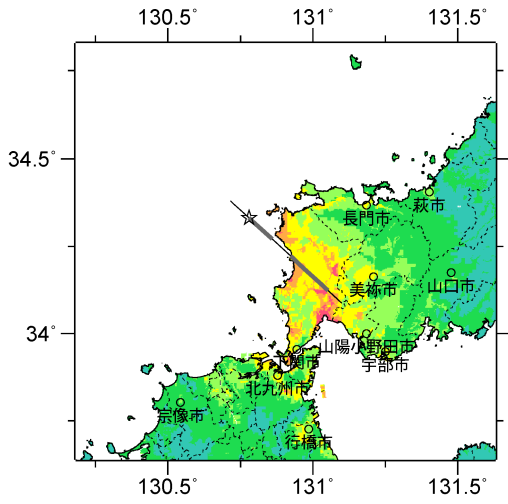 130.5° 131° 131.5°
34.5°
萩市
長門市
美祢市
山口市
34°
山陽小野田市
下関市
宇部市
北九州市
宗像市
行橋市
130.5° 131° 131.5°